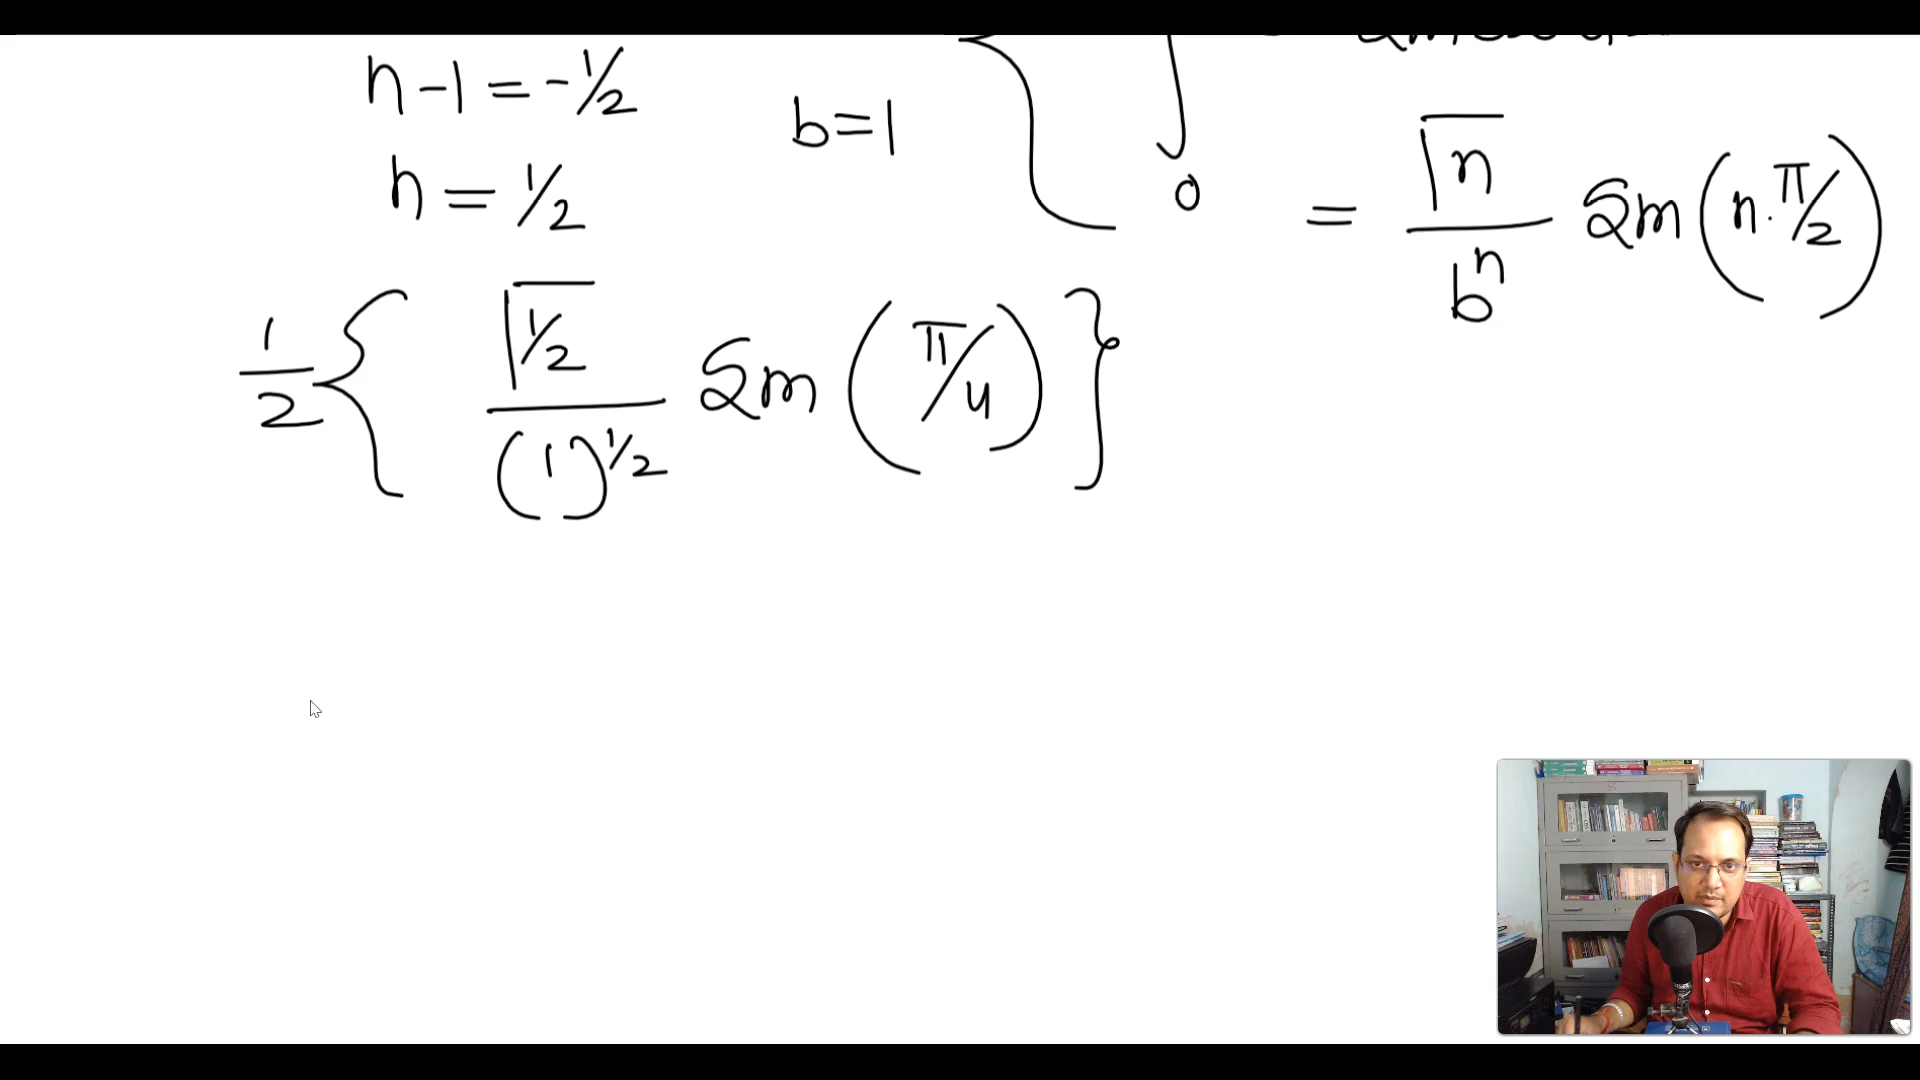 n-1 = -1/2
n = 1/2
b=1
∫ 0
= Γn / b^n Sin (n.π/2)
1/2 { Γ1/2 / (1)^1/2 Sin (π/4) }